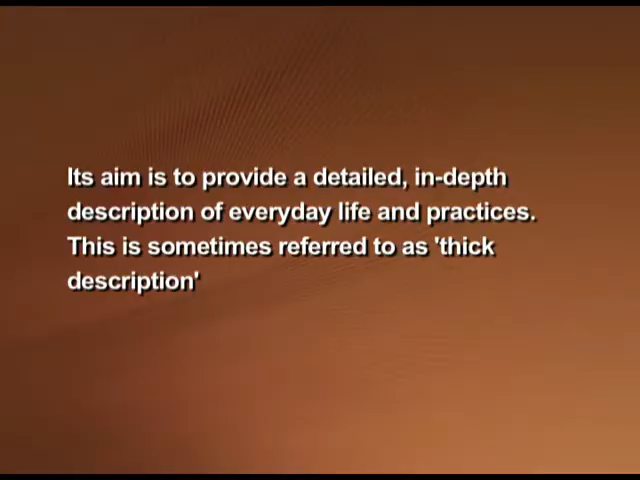 Its aim is to provide a detailed, in-depth
description of everyday life and practices.
This is sometimes referred to as 'thick
description'